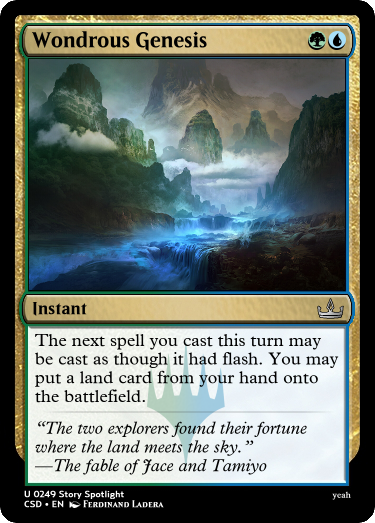 Wondrous Genesis
Instant
The next spell you cast this turn may
be cast as though it had flash. You may
put a land card from your hand onto
the battlefield.
“The two explorers found their fortune
where the land meets the sky.”
—The fable of Jace and Tamiyo
U 0249 Story Spotlight
yeah
CSD • EN Ferdinand Ladera